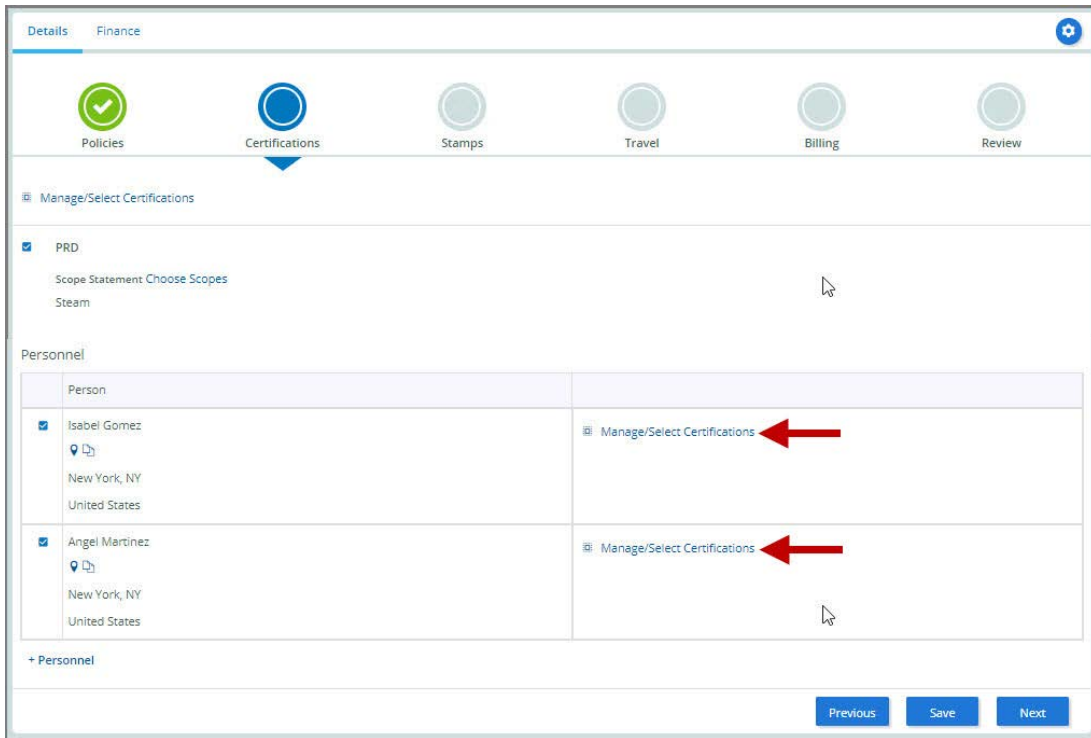 Details Finance
Policies Certifications Stamps Travel Billing Review
Manage/Select Certifications
PRD
Scope Statement Choose Scopes
Steam
Personnel
Person
Isabel Gomez
Manage/Select Certifications
New York, NY
United States
Angel Martinez
Manage/Select Certifications
New York, NY
United States
+ Personnel
Previous Save Next